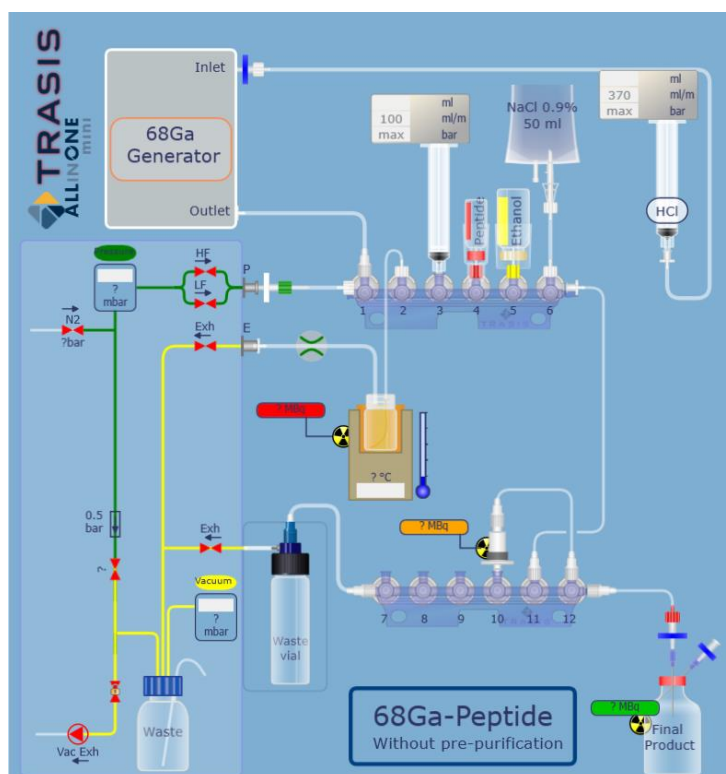 TRASIS
ALLINONE
mini
Inlet
68Ga
Generator
Outlet
100
max
ml
ml/m
bar
Peptide
Ethanol
NaCl 0.9%
50 ml
370
max
ml
ml/m
bar
HCl
Pressure
?
mbar
HF
LF
P
N2
?bar
Exh
E
1
2
3
4
5
6
TRASIS
? MBq
? °C
0.5
bar
?
Exh
Vacuum
?
mbar
Waste
vial
? MBq
7
8
9
10
11
12
TRASIS
Waste
Vac Exh
68Ga-Peptide
Without pre-purification
? MBq
Final
Product